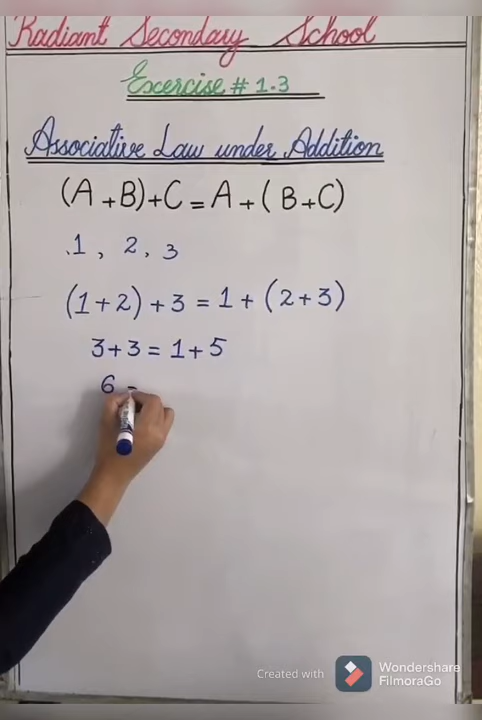 Radiant Secondary School
Excercise # 1.3
Associative Law under Addition
(A+B)+C = A+(B+C)
.1, 2, 3
(1+2)+3 = 1+(2+3)
3+3 = 1+5
6 =
Created with Wondershare
FilmoraGo